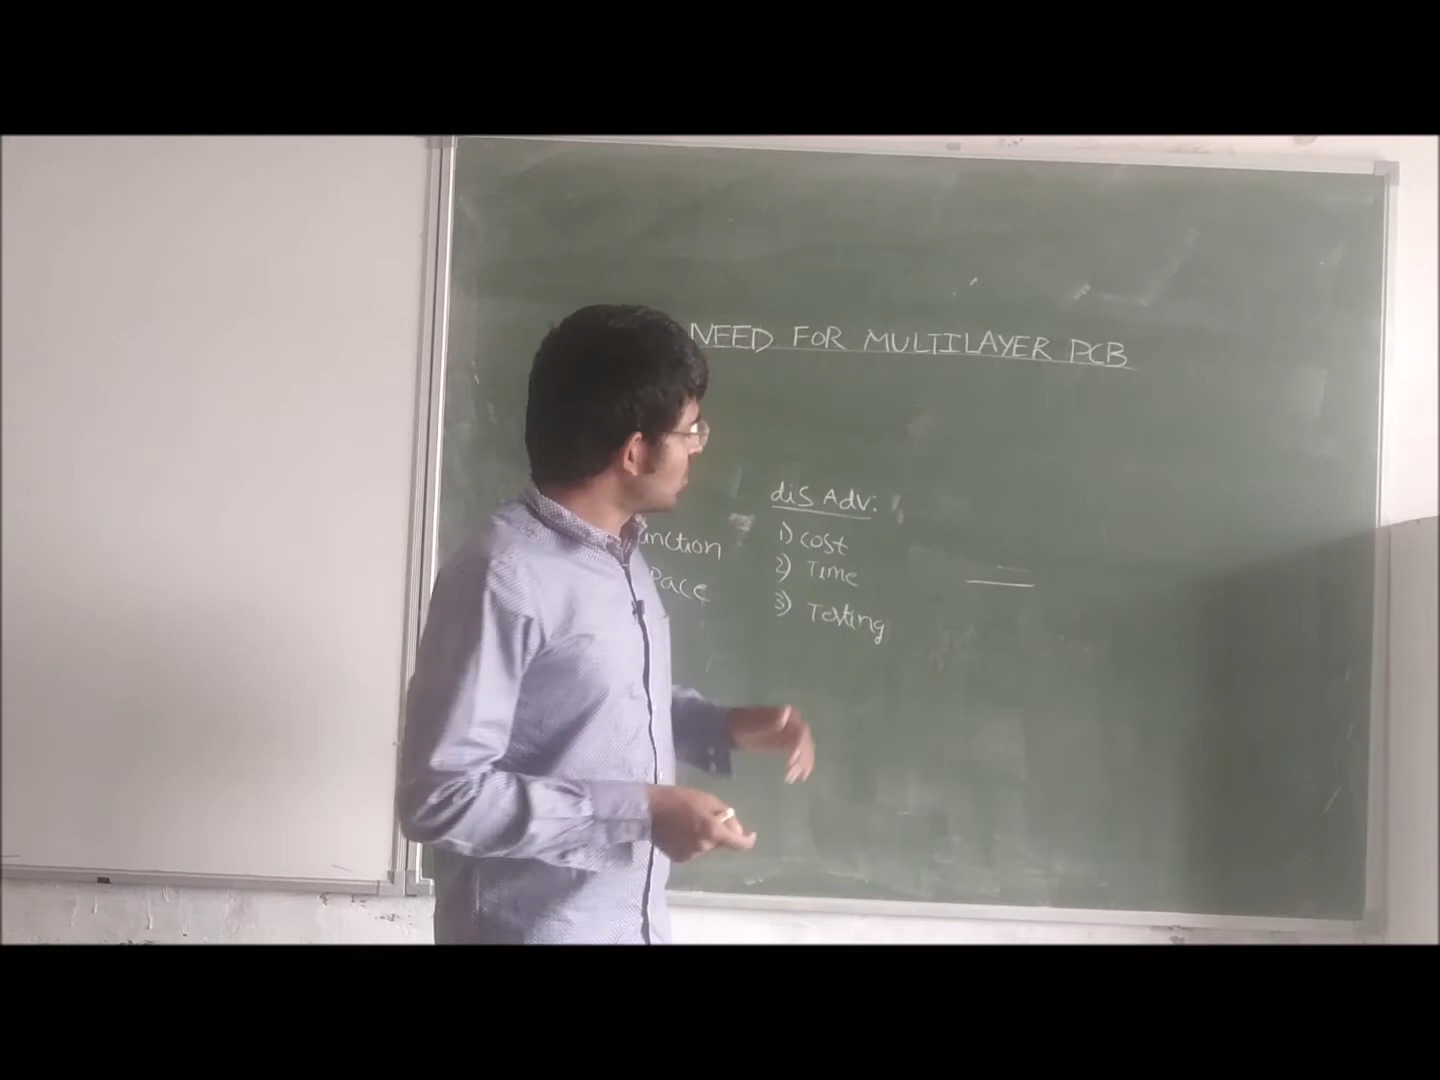 NEED FOR MULTILAYER PCB
diS Adv:
1) Cost
2) Time
3) Testing